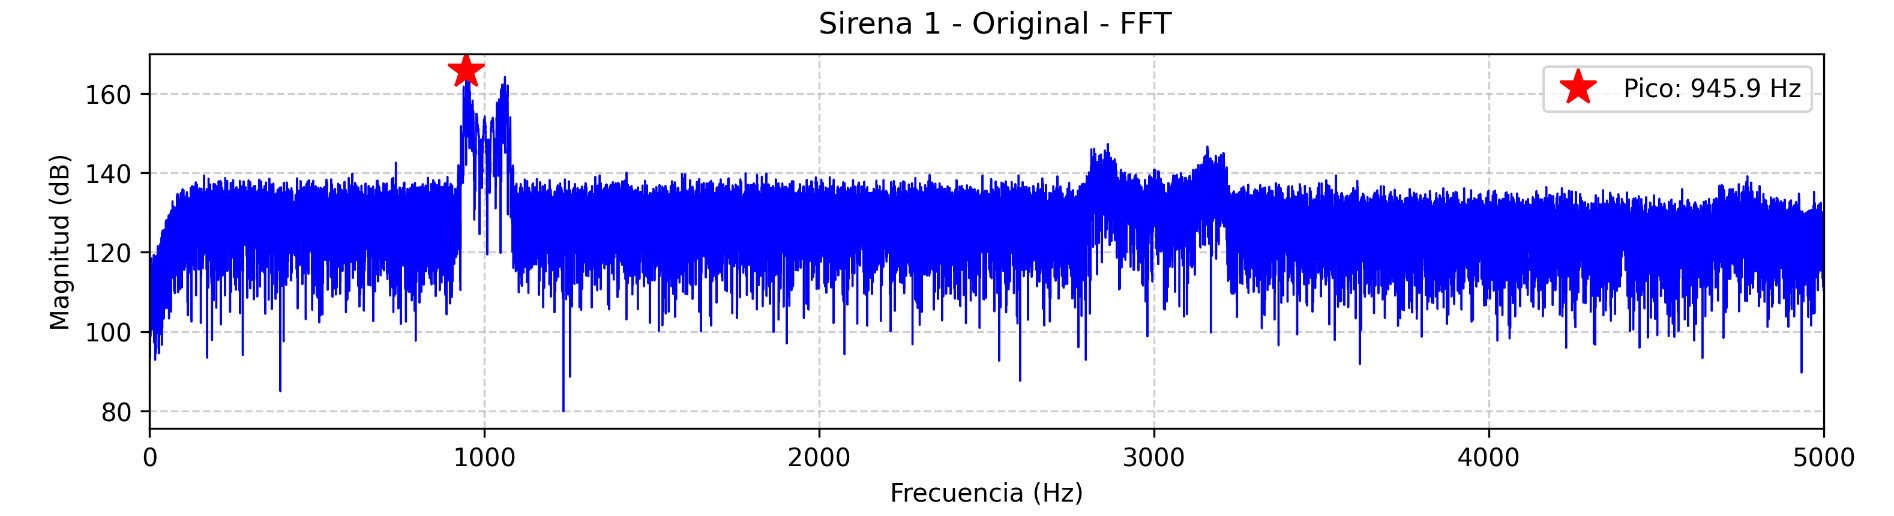 Sirena 1 - Original - FFT
Pico: 945.9 Hz
Magnitud (dB)
160
140
120
100
80
0 1000 2000 3000 4000 5000
Frecuencia (Hz)